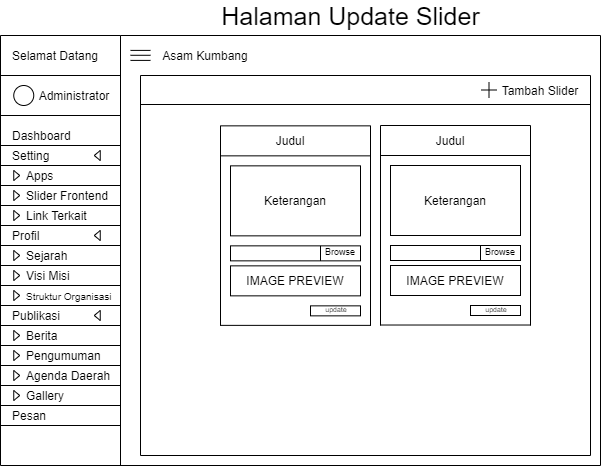 Halaman Update Slider
Selamat Datang
Asam Kumbang
Administrator
Tambah Slider
Dashboard
Setting
Apps
Slider Frontend
Link Terkait
Profil
Sejarah
Visi Misi
Struktur Organisasi
Publikasi
Berita
Pengumuman
Agenda Daerah
Gallery
Pesan
Judul
Keterangan
Browse
IMAGE PREVIEW
update
Judul
Keterangan
Browse
IMAGE PREVIEW
update